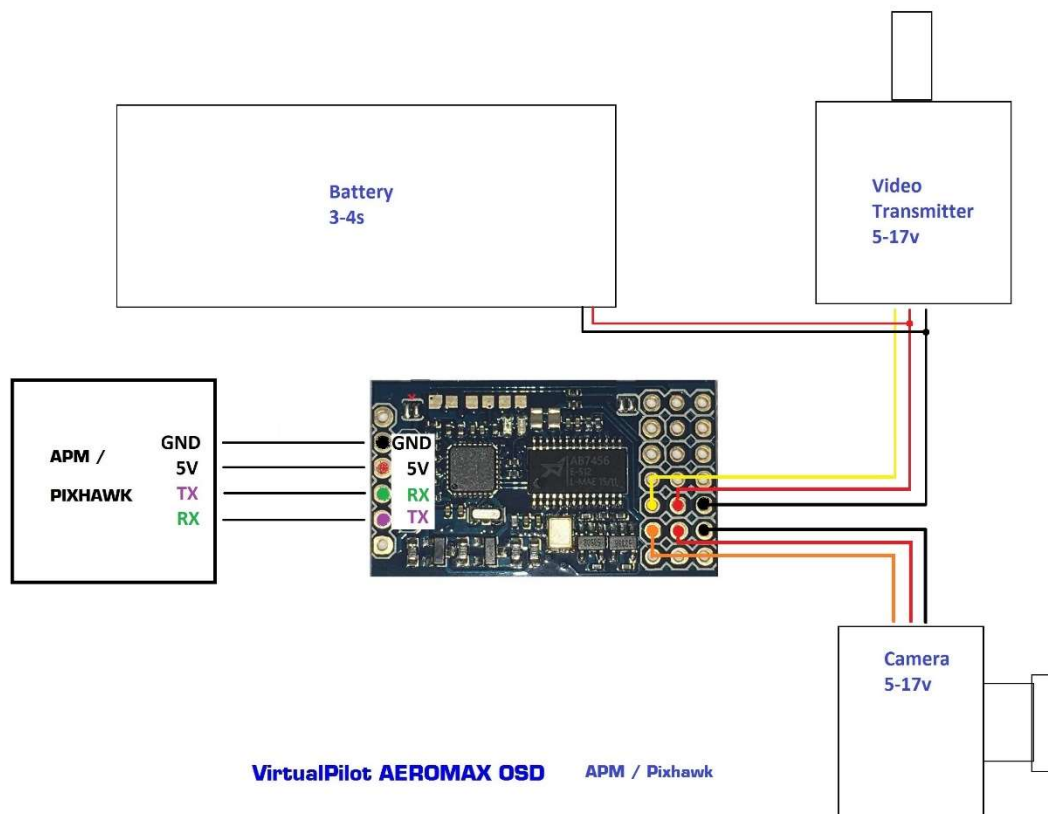 Battery
3-4s
Video
Transmitter
5-17v
APM /
PIXHAWK
GND
5V
TX
RX
GND
5V
RX
TX
AB7456
Camera
5-17v
VirtualPilot AEROMAX OSD
APM / Pixhawk